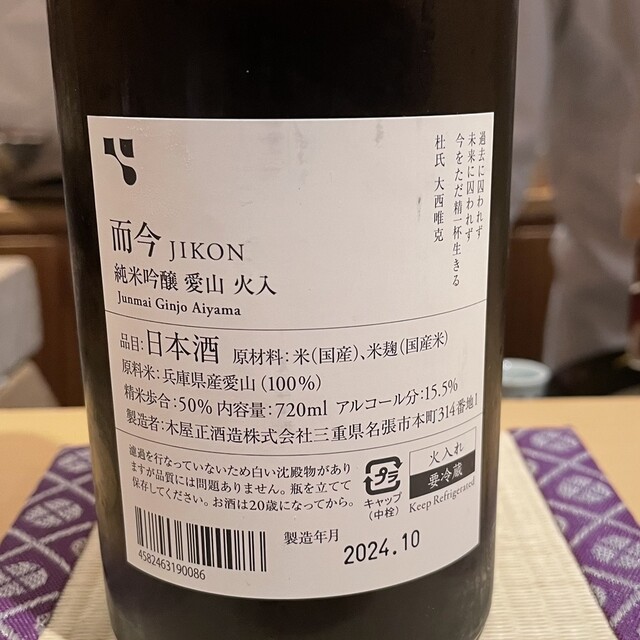 過去に囚われず
未来に囚われず
今をただ精一杯生きる
杜氏 大西唯克
而今 JIKON
純米吟醸 愛山 火入
Junmai Ginjo Aiyama
品目:日本酒 原材料:米(国産)、米麹(国産米)
原料米:兵庫県産愛山(100%)
精米歩合:50% 内容量:720ml アルコール分:15.5%
製造者:木屋正酒造株式会社三重県名張市本町314番地1
濾過を行なっていないため白い沈殿物があり
ますが品質には問題ありません。瓶を立てて
保存してください。お酒は20歳になってから。
プラ
キャップ
(中栓)
火入れ
要冷蔵
Keep Refrigerated
4582463190086
製造年月
2024.10